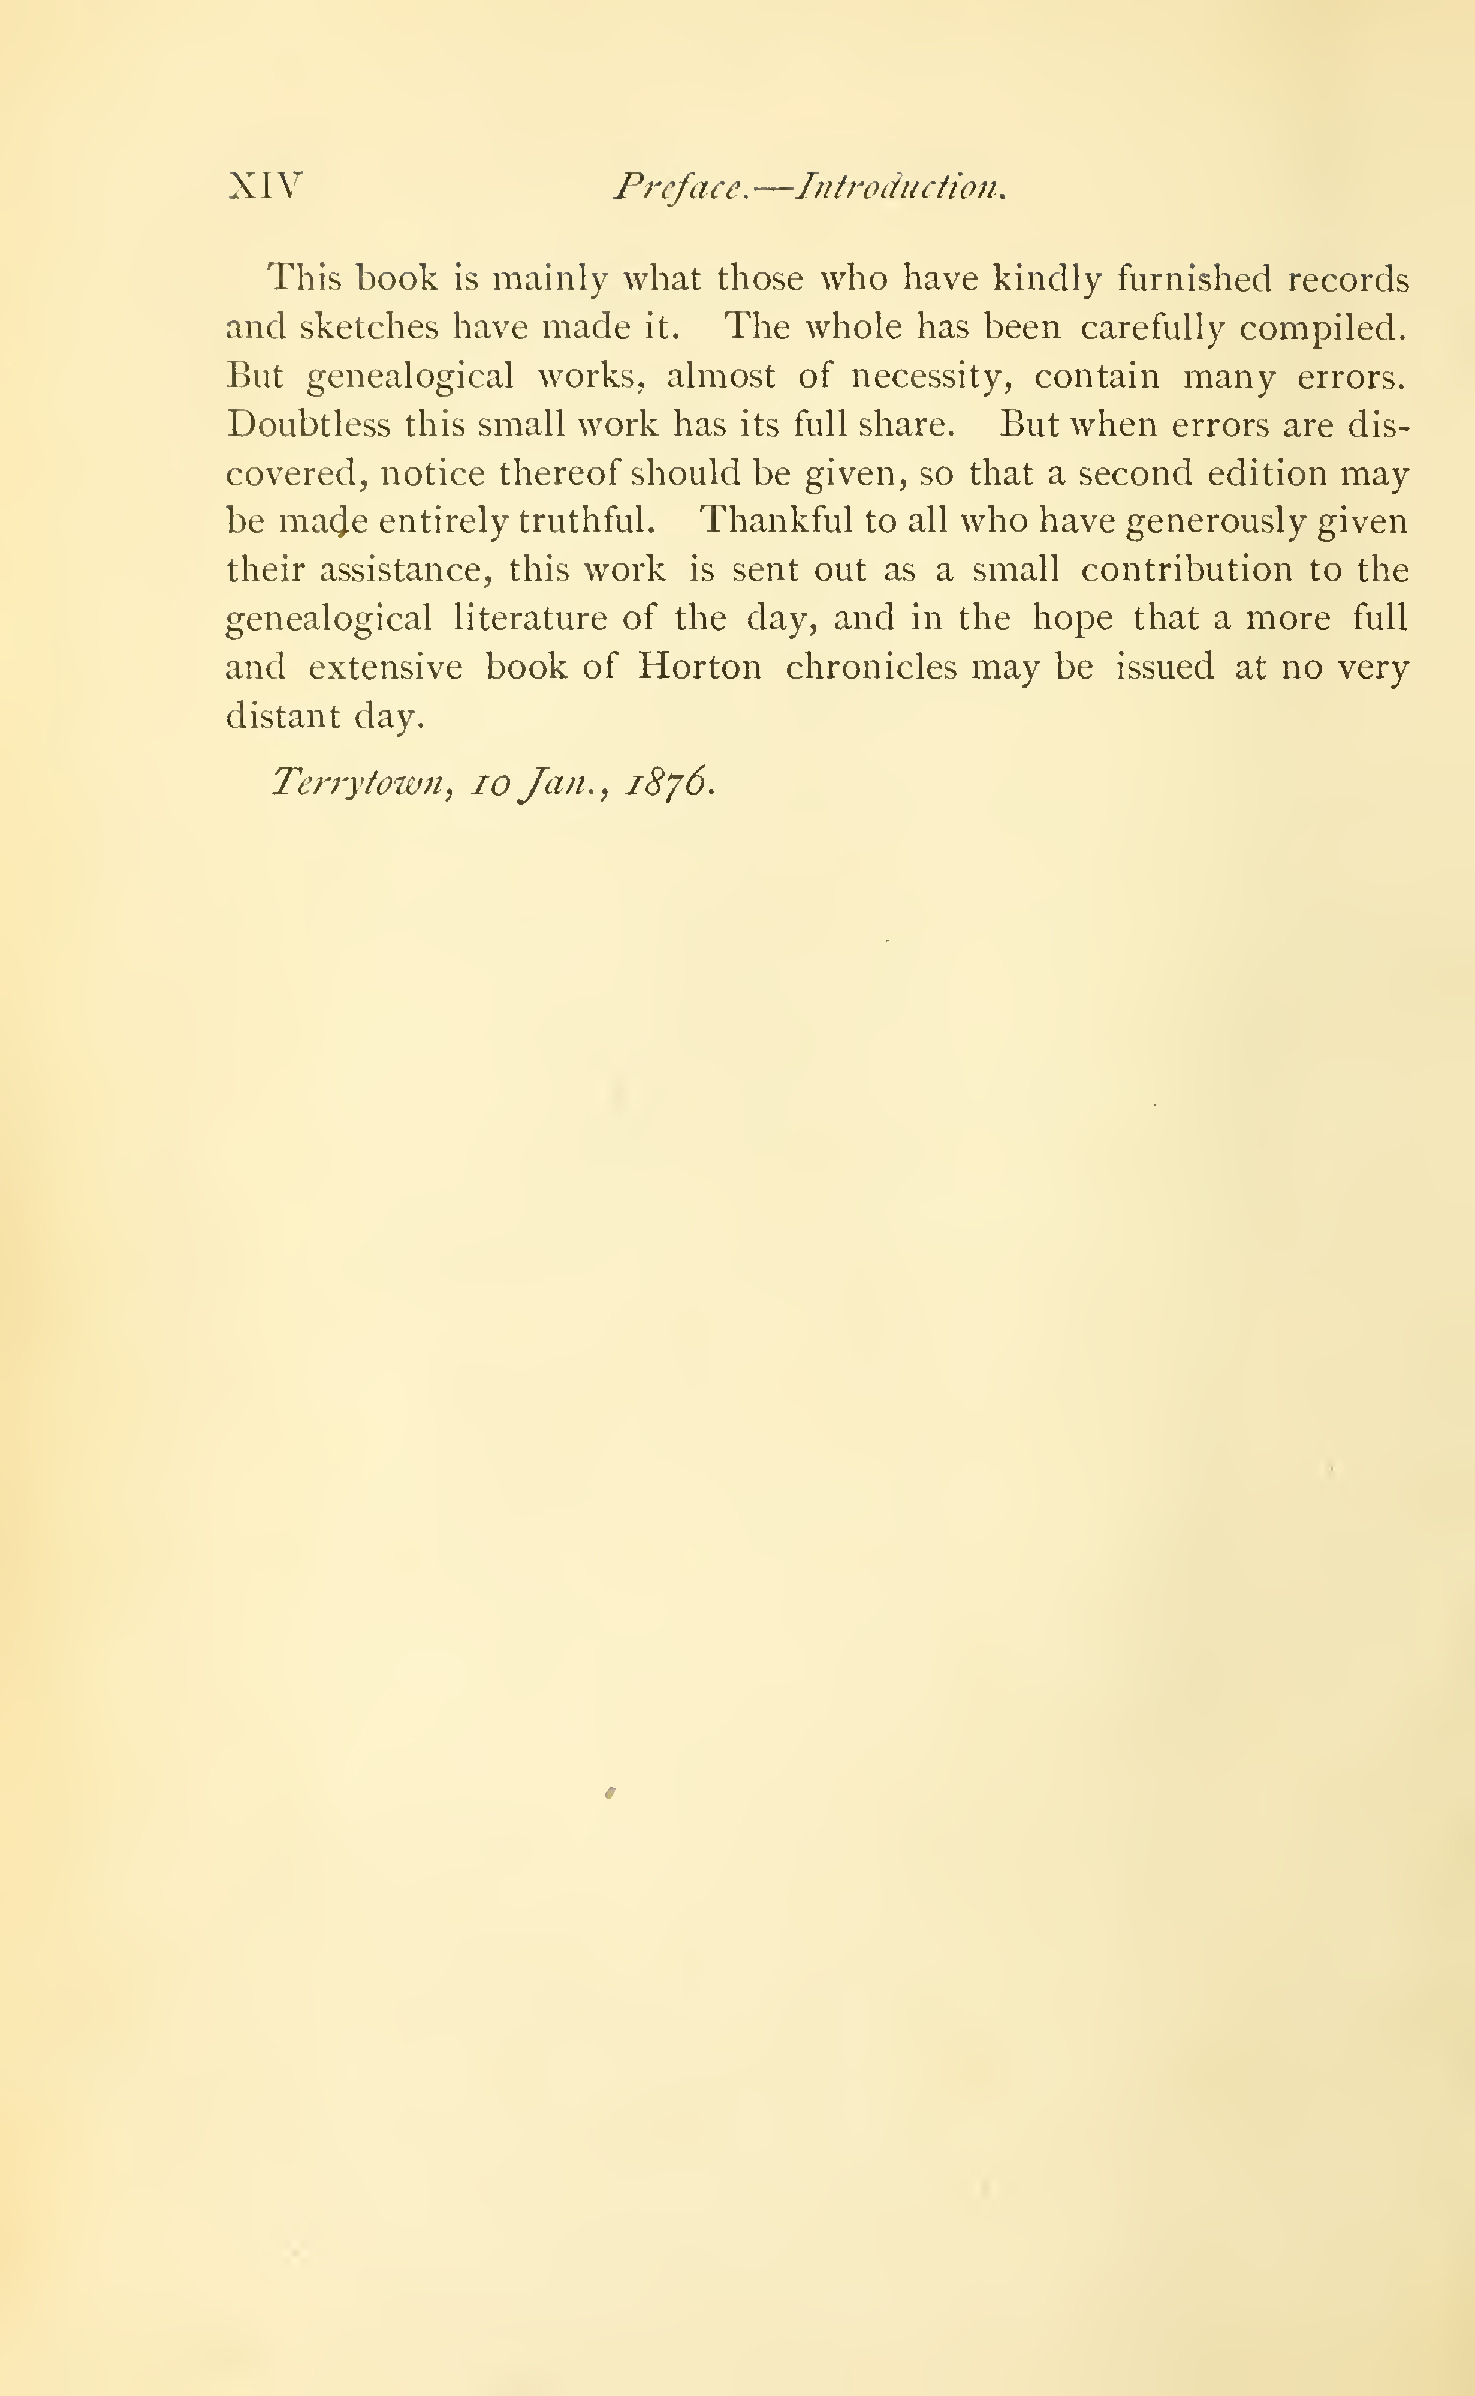 XIV Preface.—Introduction.
This book is mainly what those who have kindly furnished records
and sketches have made it. The whole has been carefully compiled.
But genealogical works, almost of necessity, contain many errors.
Doubtless this small work has its full share. But when errors are dis-
covered, notice thereof should be given, so that a second edition may
be made entirely truthful. Thankful to all who have generously given
their assistance, this work is sent out as a small contribution to the
genealogical literature of the day, and in the hope that a more full
and extensive book of Horton chronicles may be issued at no very
distant day.
Terrytown, 10 Jan., 1876.